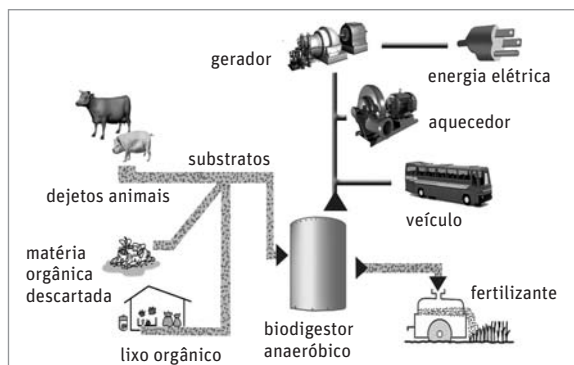 gerador
energia elétrica
aquecedor
substratos
dejetos animais
veículo
matéria
orgânica
descartada
fertilizante
biodigestor
anaeróbico
lixo orgânico